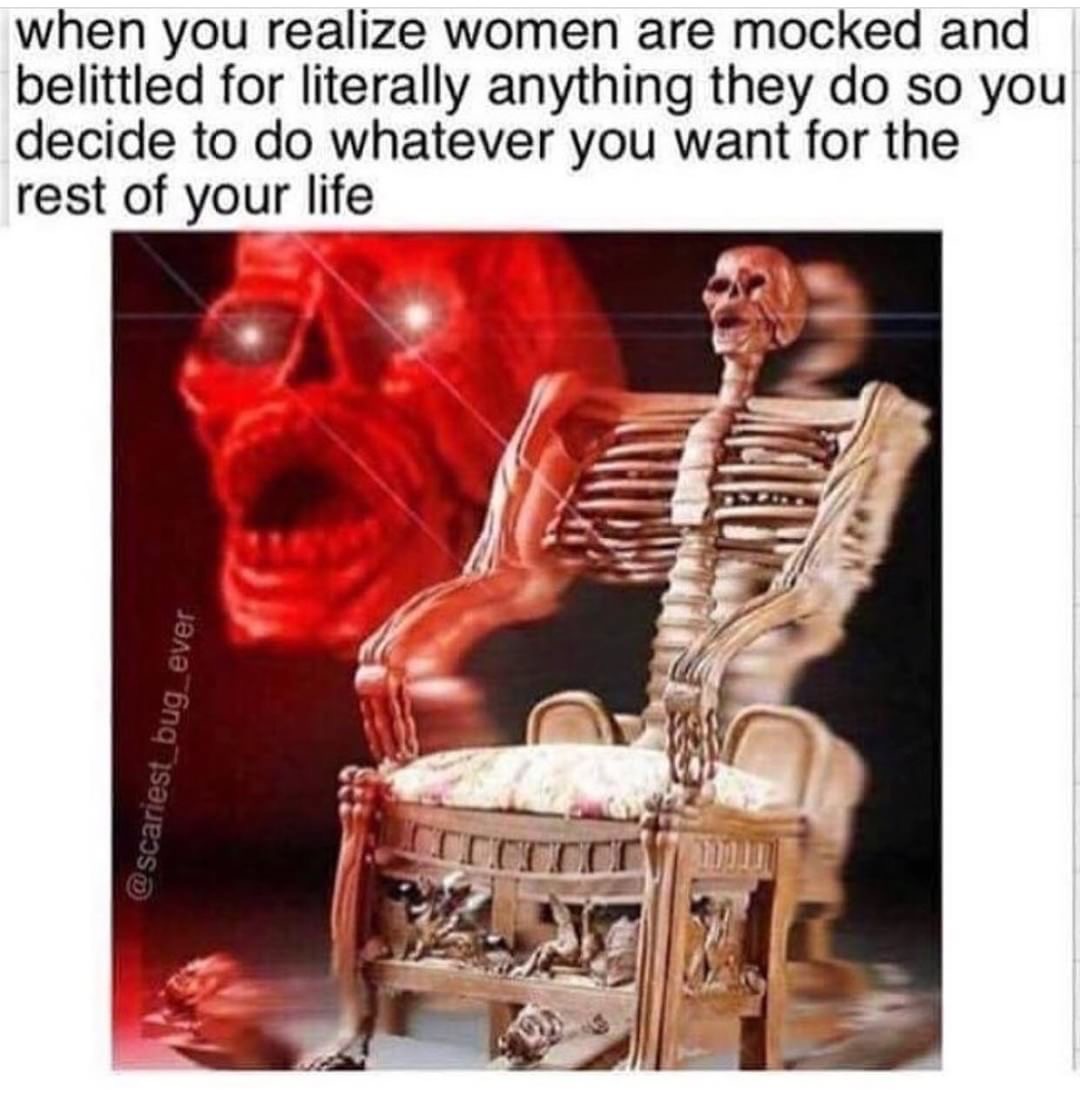 when you realize women are mocked and
belittled for literally anything they do so you
decide to do whatever you want for the
rest of your life
@scariest_bug_ever